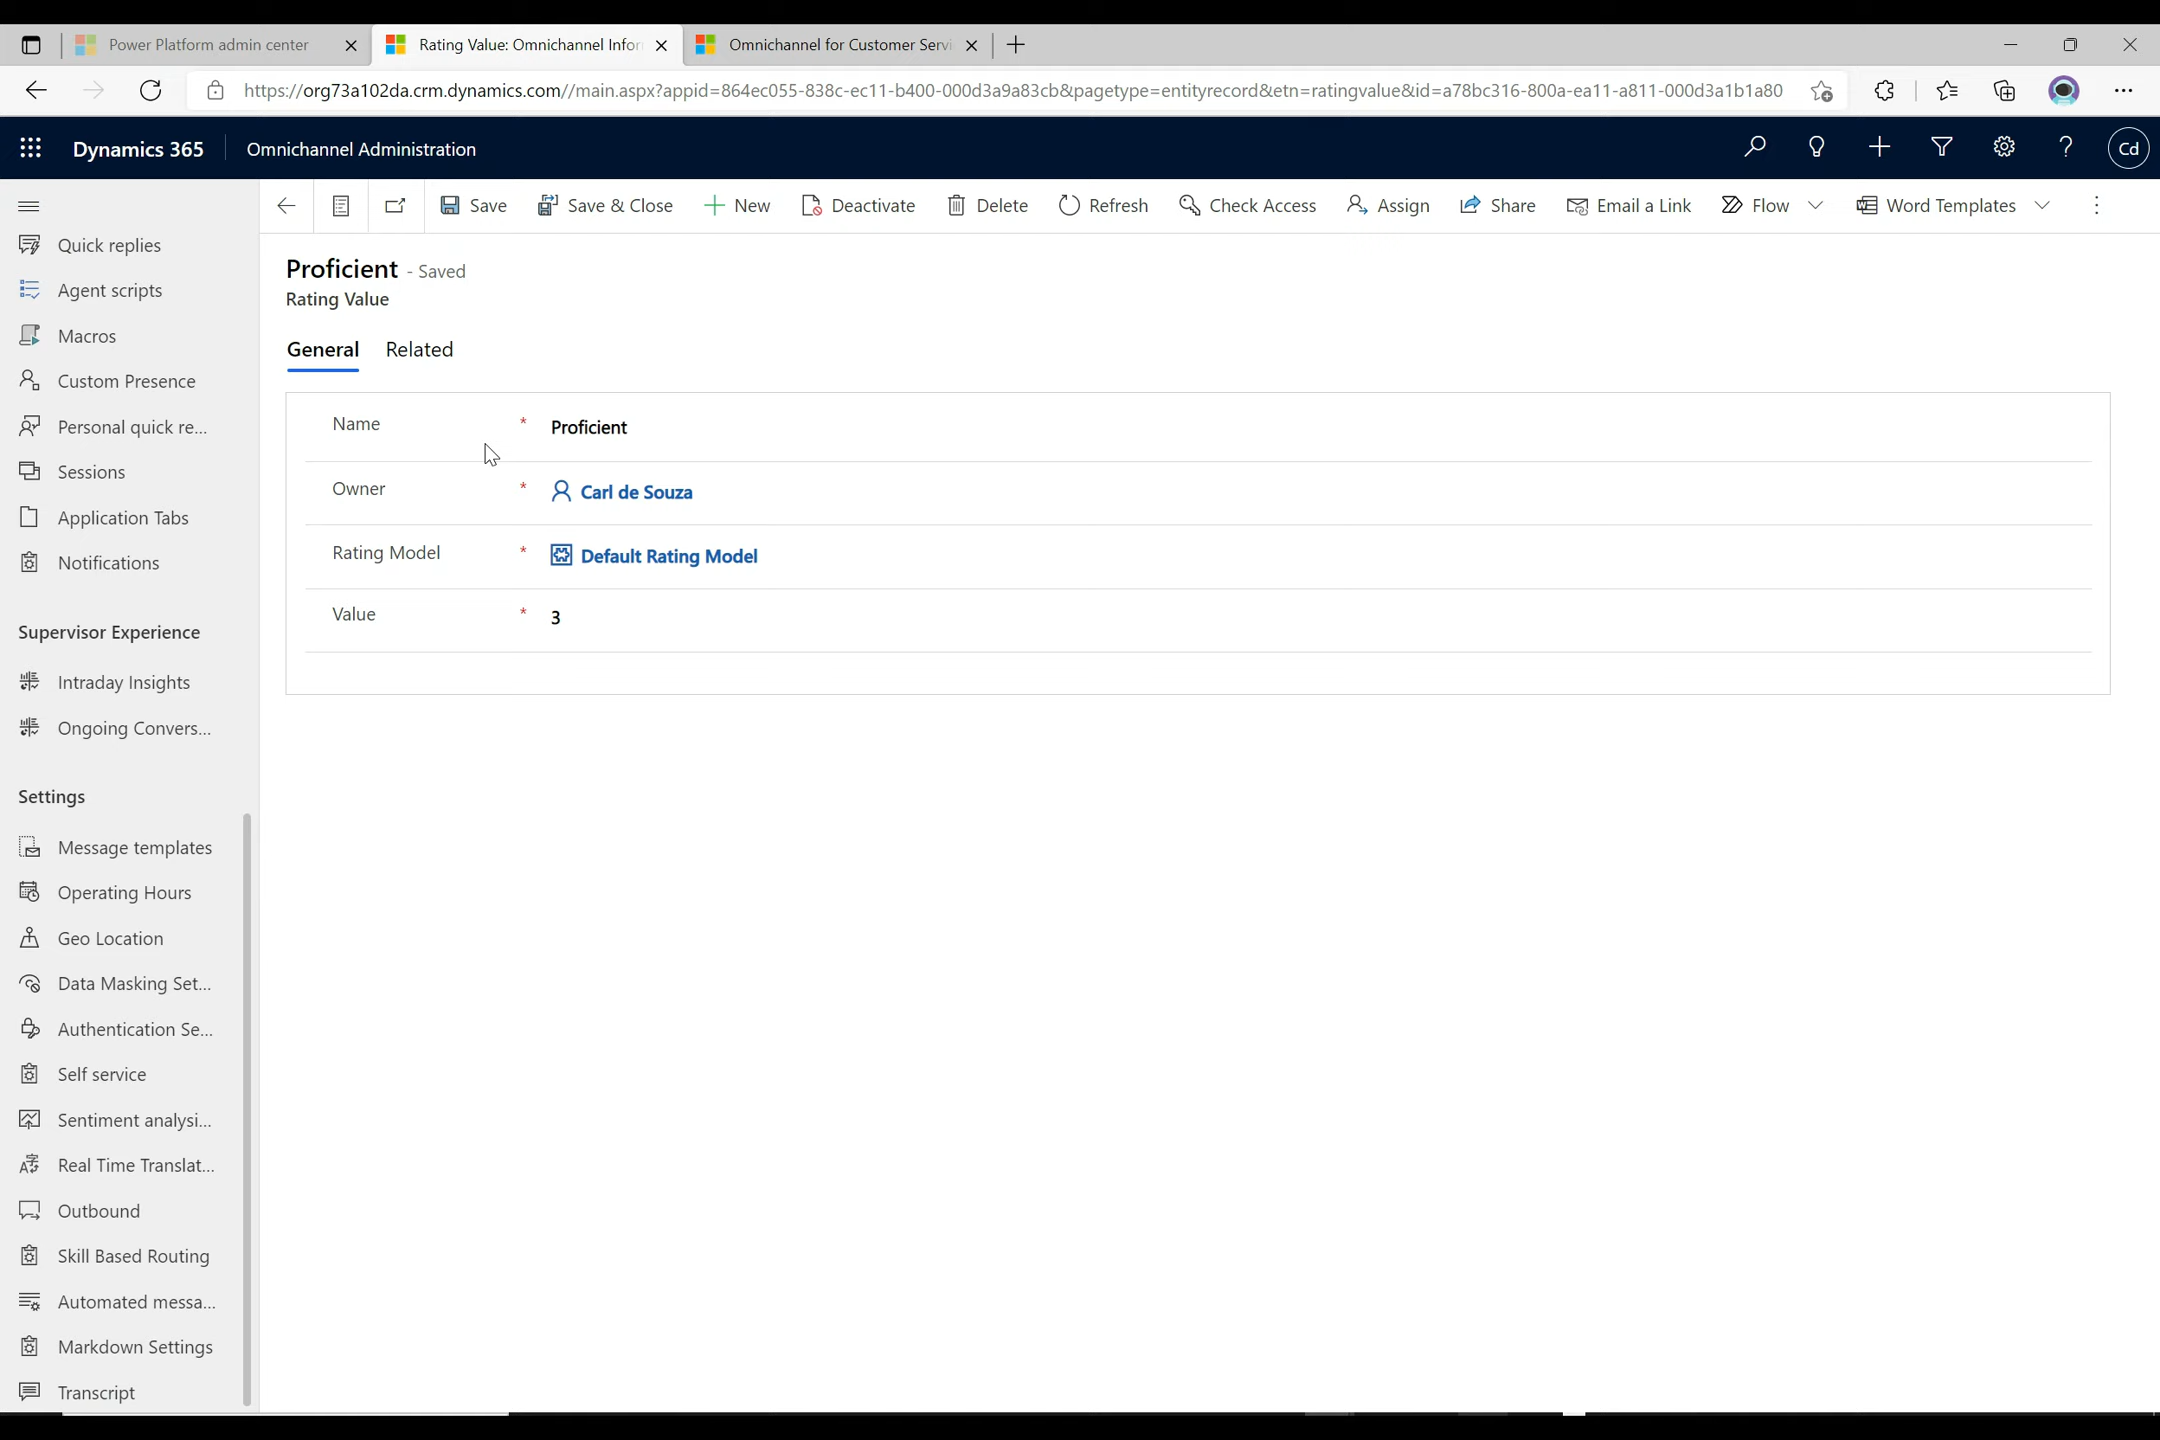 Power Platform admin center
Rating Value: Omnichannel Infor
Omnichannel for Customer Servi
https://org73a102da.crm.dynamics.com//main.aspx?appid=864ec055-838c-ec11-b400-000d3a9a83cb&pagetype=entityrecord&etn=ratingvalue&id=a78bc316-800a-ea11-a811-000d3a1b1a80
Dynamics 365
Omnichannel Administration
Cd
Save
Save & Close
New
Deactivate
Delete
Refresh
Check Access
Assign
Share
Email a Link
Flow
Word Templates
Quick replies
Agent scripts
Macros
Custom Presence
Personal quick re...
Sessions
Application Tabs
Notifications
Supervisor Experience
Intraday Insights
Ongoing Convers...
Settings
Message templates
Operating Hours
Geo Location
Data Masking Set...
Authentication Se...
Self service
Sentiment analysi...
Real Time Translat...
Outbound
Skill Based Routing
Automated messa...
Markdown Settings
Transcript
Proficient - Saved
Rating Value
General
Related
Name * Proficient
Owner * Carl de Souza
Rating Model * Default Rating Model
Value * 3